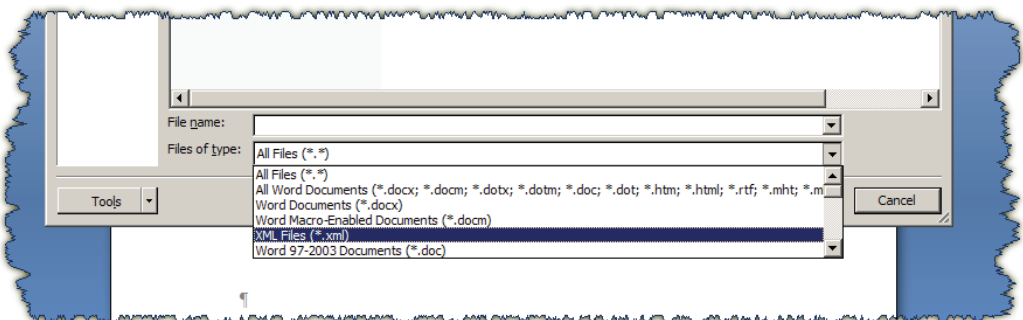 File name:
Files of type: All Files (*.*)
All Files (*.*)
All Word Documents (*.docx; *.docm; *.dotx; *.dotm; *.doc; *.dot; *.htm; *.html; *.rtf; *.mht; *.m
Tools Cancel
Word Documents (*.docx)
Word Macro-Enabled Documents (*.docm)
XML Files (*.xml)
Word 97-2003 Documents (*.doc)
¶